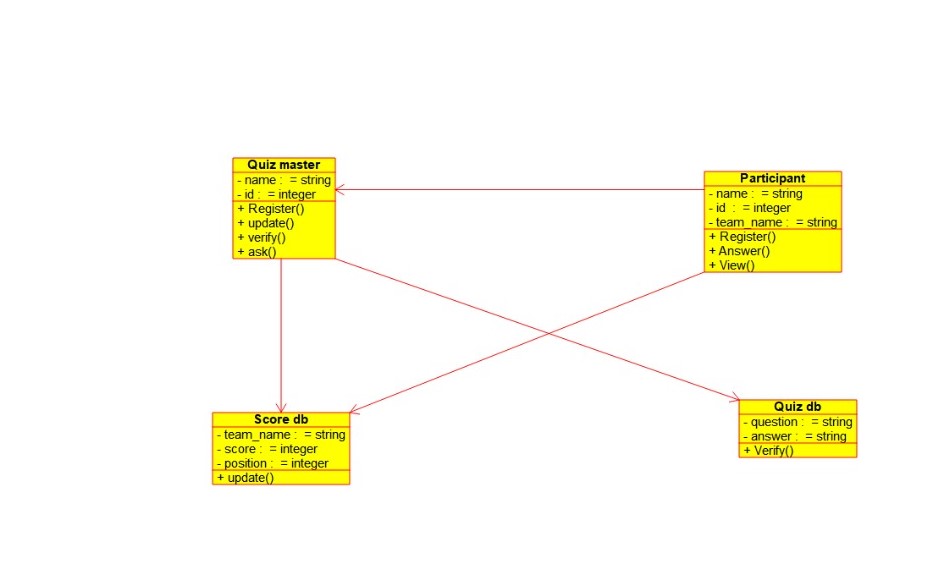 Quiz master
- name :  = string
- id :  = integer
+ Register()
+ update()
+ verify()
+ ask()
Participant
- name :  = string
- id  :  = integer
- team_name :  = string
+ Register()
+ Answer()
+ View()
Score db
- team_name :  = string
- score :  = integer
- position :  = integer
+ update()
Quiz db
- question :  = string
- answer :  = string
+ Verify()